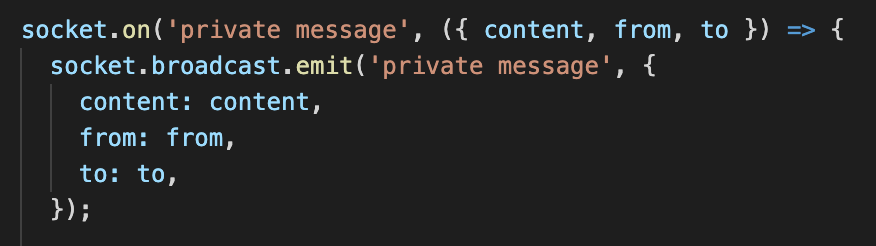 socket.on('private message', ({ content, from, to }) => {
  socket.broadcast.emit('private message', {
    content: content,
    from: from,
    to: to,
  });